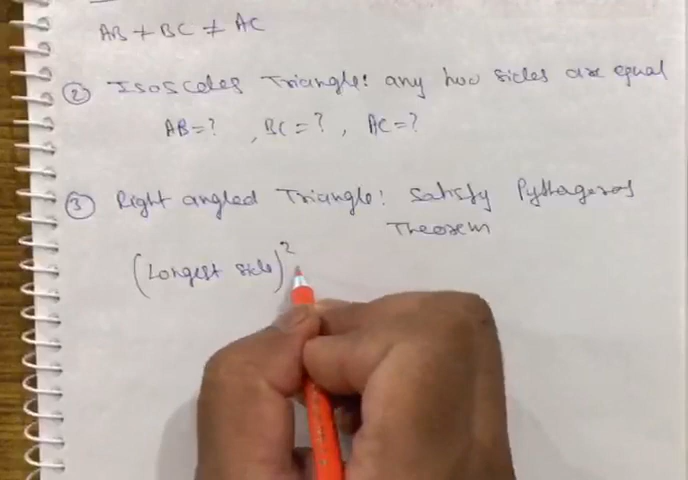 AB ≠ BC ≠ AC
② Isosceles Triangle: any two sides are equal
AB=? , BC=? , AC=?
③ Right angled Triangle: Satisfy Pythagoras
Theorem
(Longest side)²